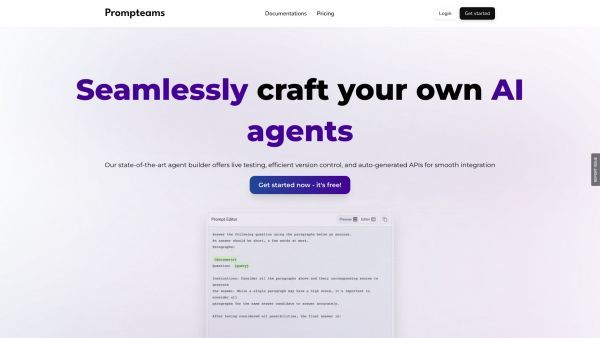 Prompteams
Documentations Pricing
Login Get started
Seamlessly craft your own AI
agents
Our state-of-the-art agent builder offers live testing, efficient version control, and auto-generated APIs for smooth integration
Get started now - it's free!
Prompt Editor
Preview Editor
Answer the following question using the paragraphs below as sources.
An answer should be short, a few words at most.
Paragraphs:
{documents}
Question: {query}
Instructions: Consider all the paragraphs above and their corresponding scores to
generate
the answer. While a single paragraph may have a high score, it's important to
consider all
paragraphs for the same answer candidate to answer accurately.
After having considered all possibilities, the final answer is: